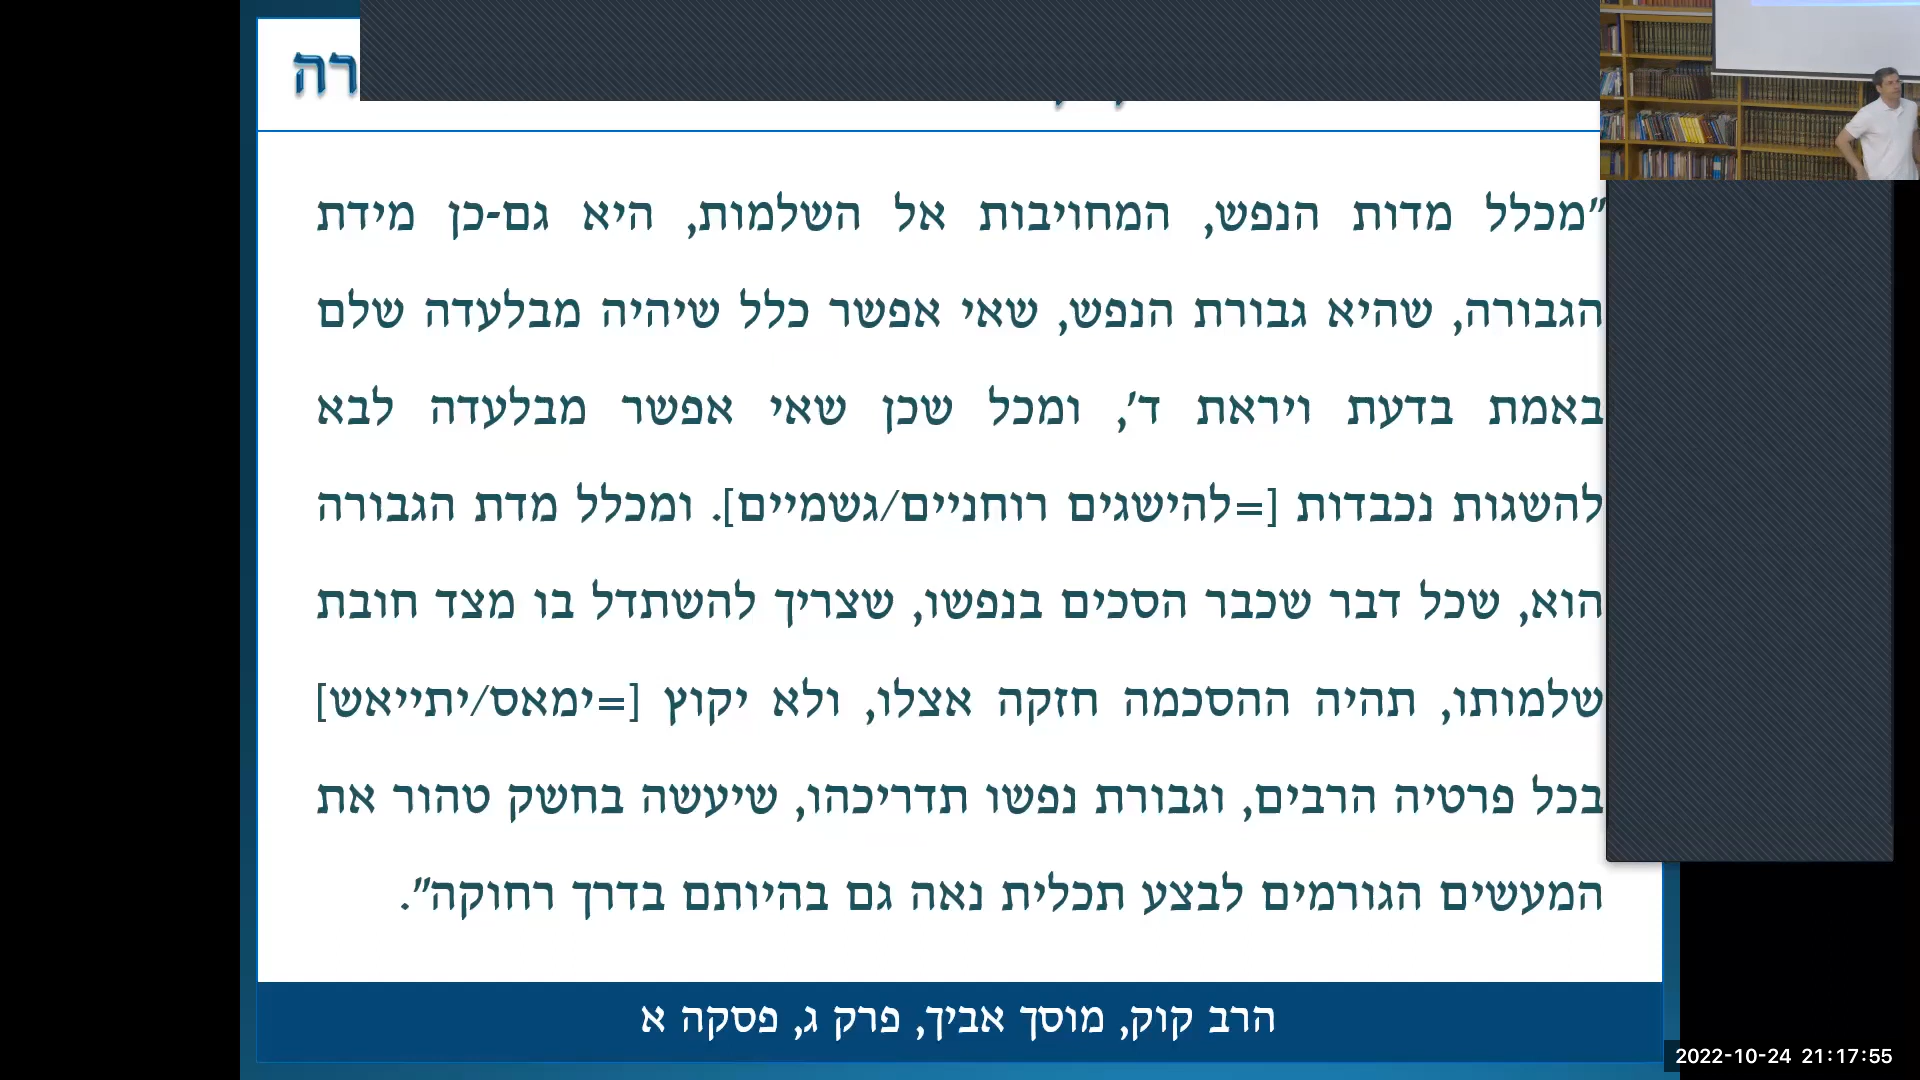 "מכלל מדות הנפש, המחויבות אל השלמות, היא גם-כן מידת
הגבורה, שהיא גבורת הנפש, שאי אפשר כלל שיהיה מבלעדה שלם
באמת בדעת ויראת ד', ומכל שכן שאי אפשר מבלעדה לבא
להשגות נכבדות [=להישגים רוחניים/גשמיים]. ומכלל מדת הגבורה
הוא, שכל דבר שכבר הסכים בנפשו, שצריך להשתדל בו מצד חובת
שלמותו, תהיה ההסכמה חזקה אצלו, ולא יקוץ [=ימאס/יתייאש]
בכל פרטיה הרבים, וגבורת נפשו תדריכהו, שיעשה בחשק טהור את
המעשים הגורמים לבצע תכלית נאה גם בהיותם בדרך רחוקה".
הרב קוק, מוסך אביך, פרק ג, פסקה א
2022-10-24 21:17:55